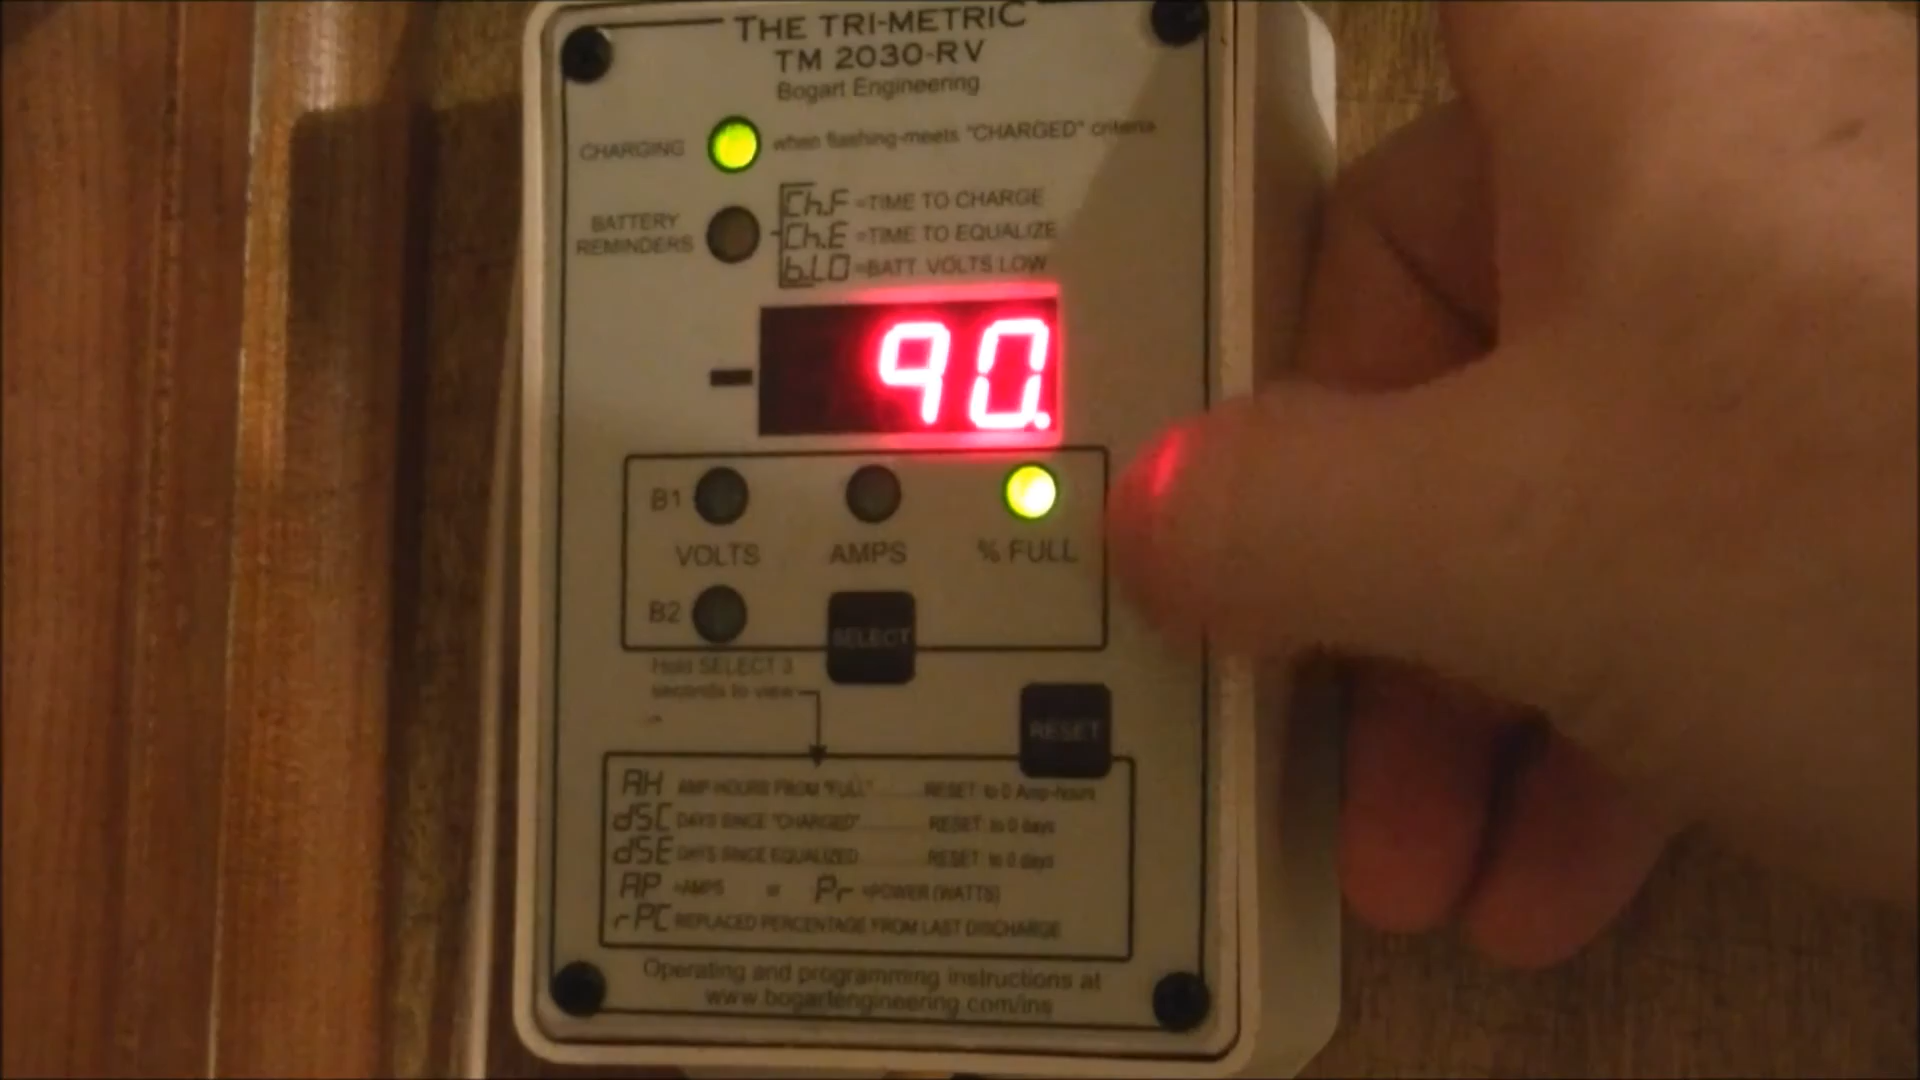 THE TRI-METRIC
TM 2030-RV
Bogart Engineering
CHARGING when flashing-meets "CHARGED" criteria
BATTERY REMINDERS
Ch.F =TIME TO CHARGE
Ch.E =TIME TO EQUALIZE
b.LO =BATT. VOLTS LOW
90.
B1
VOLTS AMPS % FULL
B2
SELECT
Hold SELECT 3
seconds to view
RESET
AH AMP-HOURS FROM "FULL" RESET: to 0 Amp-hours
dSC DAYS SINCE "CHARGED" RESET: to 0 days
dSE DAYS SINCE EQUALIZED RESET: to 0 days
AP =AMPS or Pr =POWER (WATTS)
rPC REPLACED PERCENTAGE FROM LAST DISCHARGE
Operating and programming instructions at
www.bogartengineering.com/ins